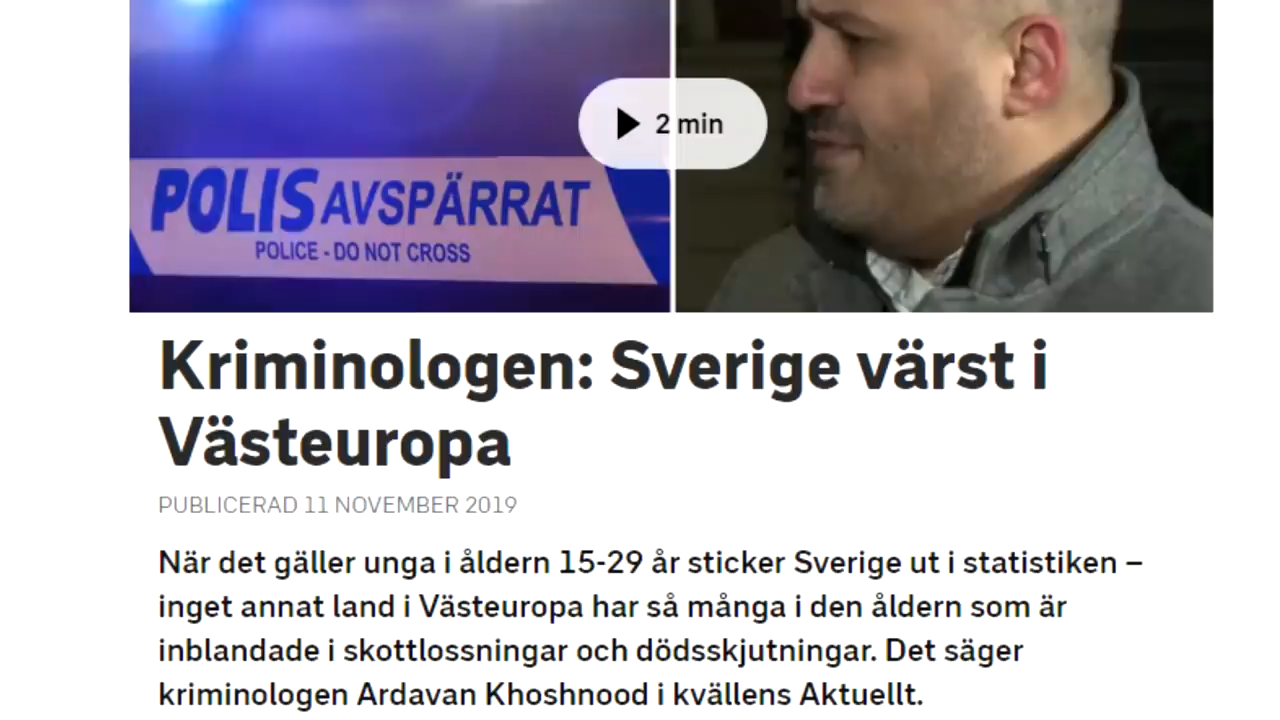 POLIS AVSPÄRRAT
POLICE - DO NOT CROSS
2 min
Kriminologen: Sverige värst i
Västeuropa
PUBLICERAD 11 NOVEMBER 2019
När det gäller unga i åldern 15-29 år sticker Sverige ut i statistiken –
inget annat land i Västeuropa har så många i den åldern som är
inblandade i skottlossningar och dödsskjutningar. Det säger
kriminologen Ardavan Khoshnood i kvällens Aktuellt.